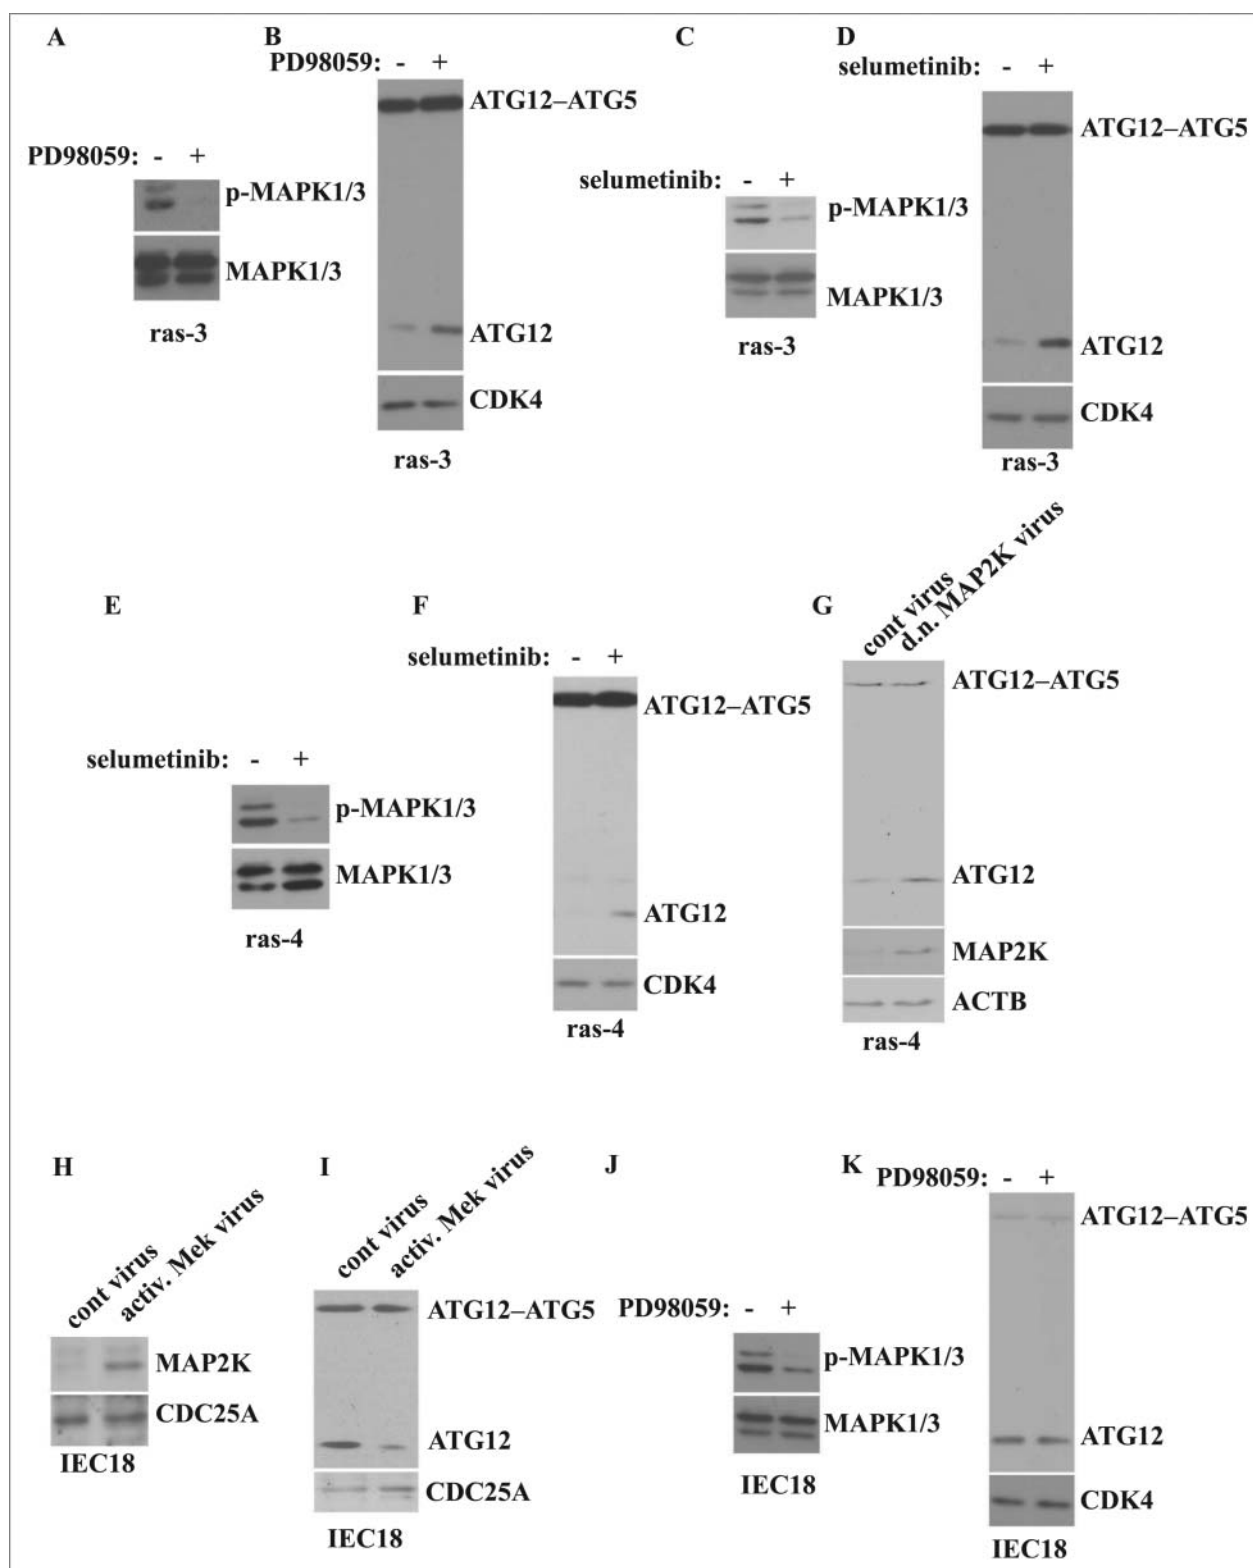 A
PD98059: - +
p-MAPK1/3
MAPK1/3
ras-3
B
PD98059: - +
ATG12–ATG5
ATG12
CDK4
ras-3
C
selumetinib: - +
p-MAPK1/3
MAPK1/3
ras-3
D
selumetinib: - +
ATG12–ATG5
ATG12
CDK4
ras-3
E
selumetinib: - +
p-MAPK1/3
MAPK1/3
ras-4
F
selumetinib: - +
ATG12–ATG5
ATG12
CDK4
ras-4
G
cont virus
d.n. MAP2K virus
ATG12–ATG5
ATG12
MAP2K
ACTB
ras-4
H
cont virus
activ. Mek virus
MAP2K
CDC25A
IEC18
I
cont virus
activ. Mek virus
ATG12–ATG5
ATG12
CDC25A
IEC18
J
PD98059: - +
p-MAPK1/3
MAPK1/3
IEC18
K
PD98059: - +
ATG12–ATG5
ATG12
CDK4
IEC18